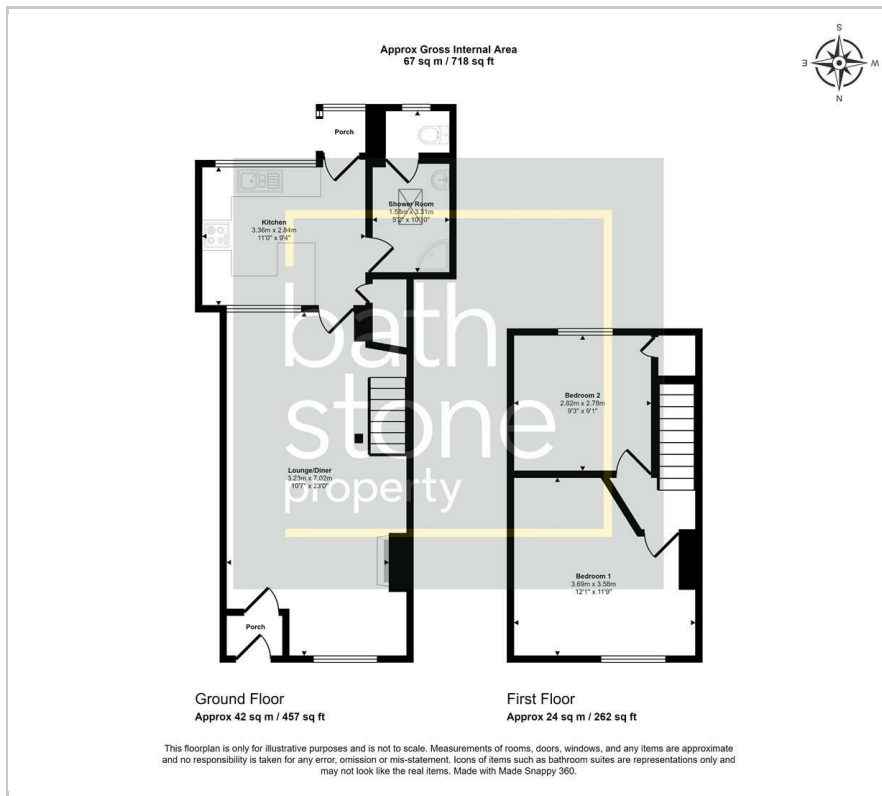 Approx Gross Internal Area
67 sq m / 718 sq ft
S
E
W
N
Porch
Shower Room
1.58m x 3.31m
5'2" x 10'10"
Kitchen
3.36m x 2.84m
11'0" x 9'4"
bath
stone
property
Bedroom 2
2.82m x 2.78m
9'3" x 9'1"
Lounge/Diner
3.23m x 7.02m
10'7" x 23'0"
Bedroom 1
3.69m x 3.58m
12'1" x 11'9"
Porch
Ground Floor
Approx 42 sq m / 457 sq ft
First Floor
Approx 24 sq m / 262 sq ft
This floorplan is only for illustrative purposes and is not to scale. Measurements of rooms, doors, windows, and any items are approximate
and no responsibility is taken for any error, omission or mis-statement. Icons of items such as bathroom suites are representations only and
may not look like the real items. Made with Made Snappy 360.